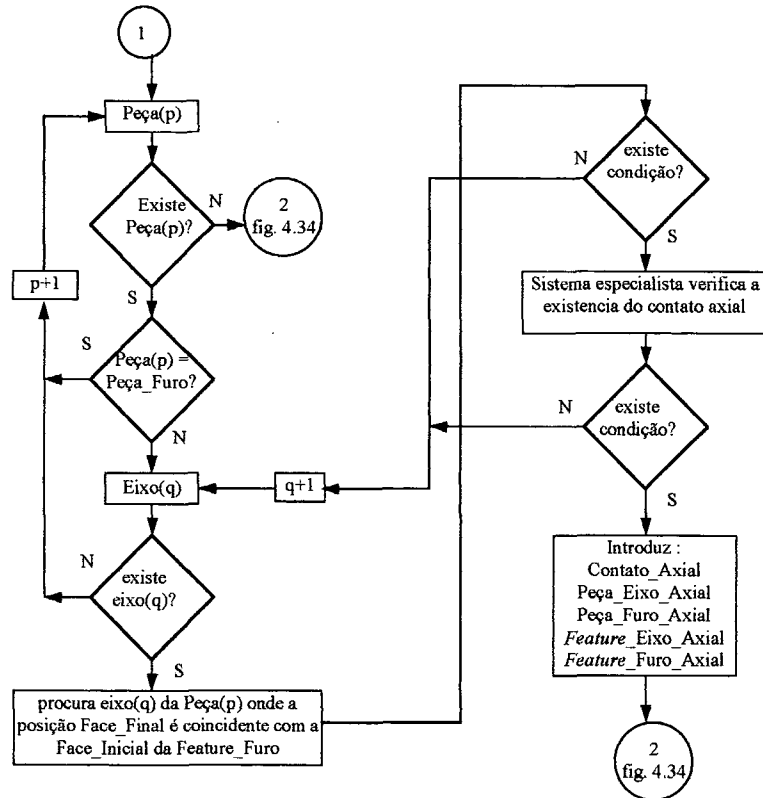 1
Peça(p)
Existe
Peça(p)?
N
2
fig. 4.34
S
p+1
Peça(p) =
Peça_Furo?
S
N
Eixo(q)
q+1
existe
eixo(q)?
N
S
procura eixo(q) da Peça(p) onde a
posição Face_Final é coincidente com a
Face_Inicial da Feature_Furo
existe
condição?
N
S
Sistema especialista verifica a
existencia do contato axial
existe
condição?
N
S
Introduz :
Contato_Axial
Peça_Eixo_Axial
Peça_Furo_Axial
Feature_Eixo_Axial
Feature_Furo_Axial
2
fig. 4.34